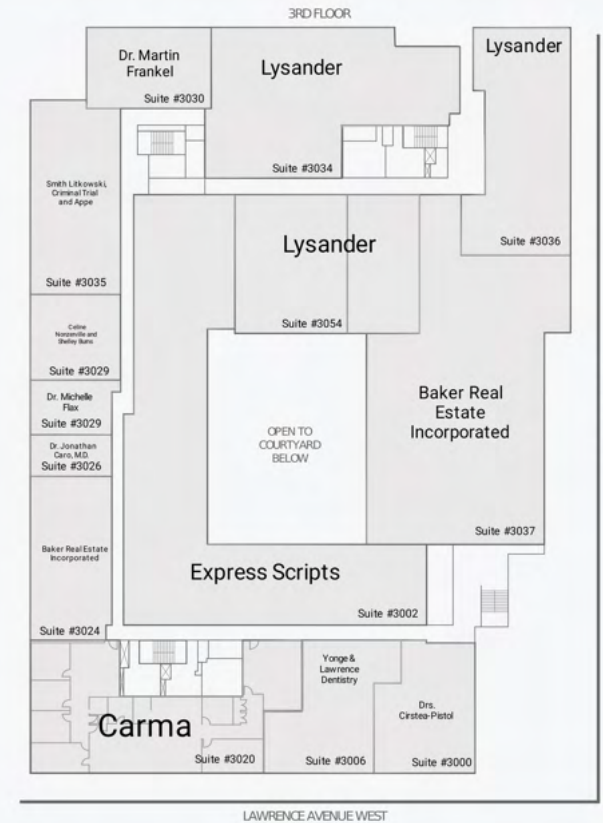 3RD FLOOR
Dr. Martin
Frankel
Suite #3030
Lysander
Suite #3034
Lysander
Suite #3036
Smith Litkowski,
Criminal Trial
and Appe
Suite #3035
Lysander
Suite #3054
Suite #3029
Dr. Michelle
Flax
Suite #3029
Dr. Jonathan
Caro, M.D.
Suite #3026
OPEN TO
COURTYARD
BELOW
Baker Real
Estate
Incorporated
Suite #3037
Baker Real Estate
Incorporated
Suite #3024
Express Scripts
Suite #3002
Carma
Suite #3020
Yonge &
Lawrence
Dentistry
Suite #3006
Drs.
Cirstea-Pistol
Suite #3000
LAWRENCE AVENUE WEST